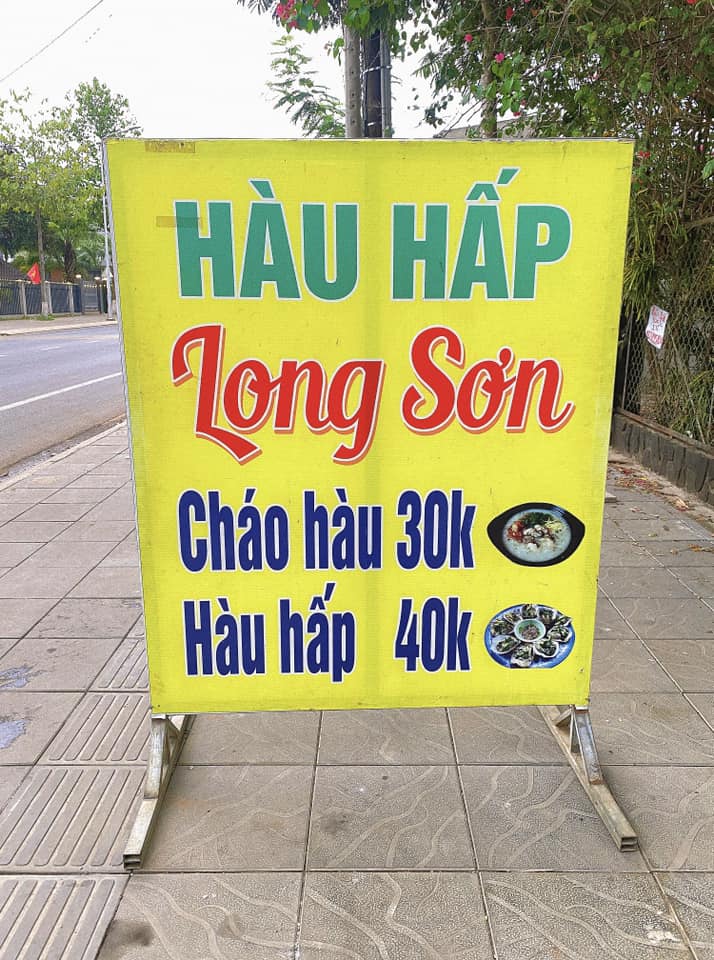 HÀU HẤP
Long Sơn
Cháo hàu 30k
Hàu hấp 40k